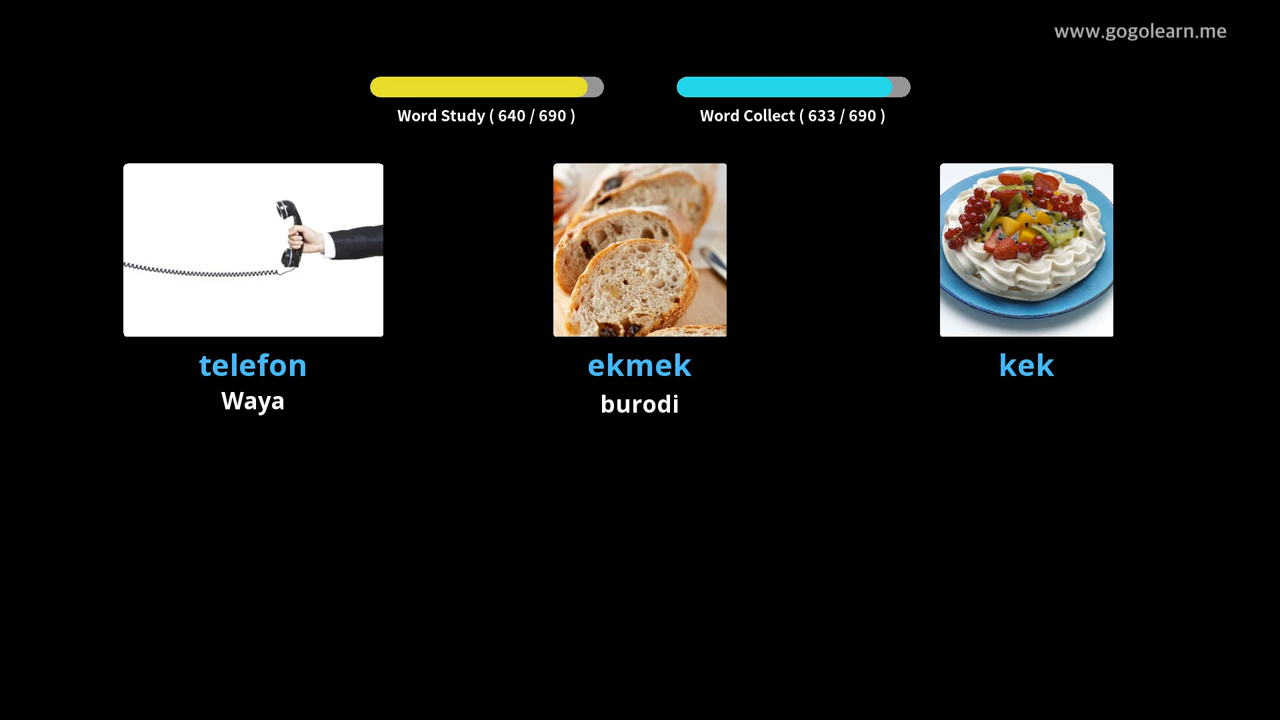 www.gogolearn.me
Word Study ( 640 / 690 )
Word Collect ( 633 / 690 )
telefon
Waya
ekmek
burodi
kek